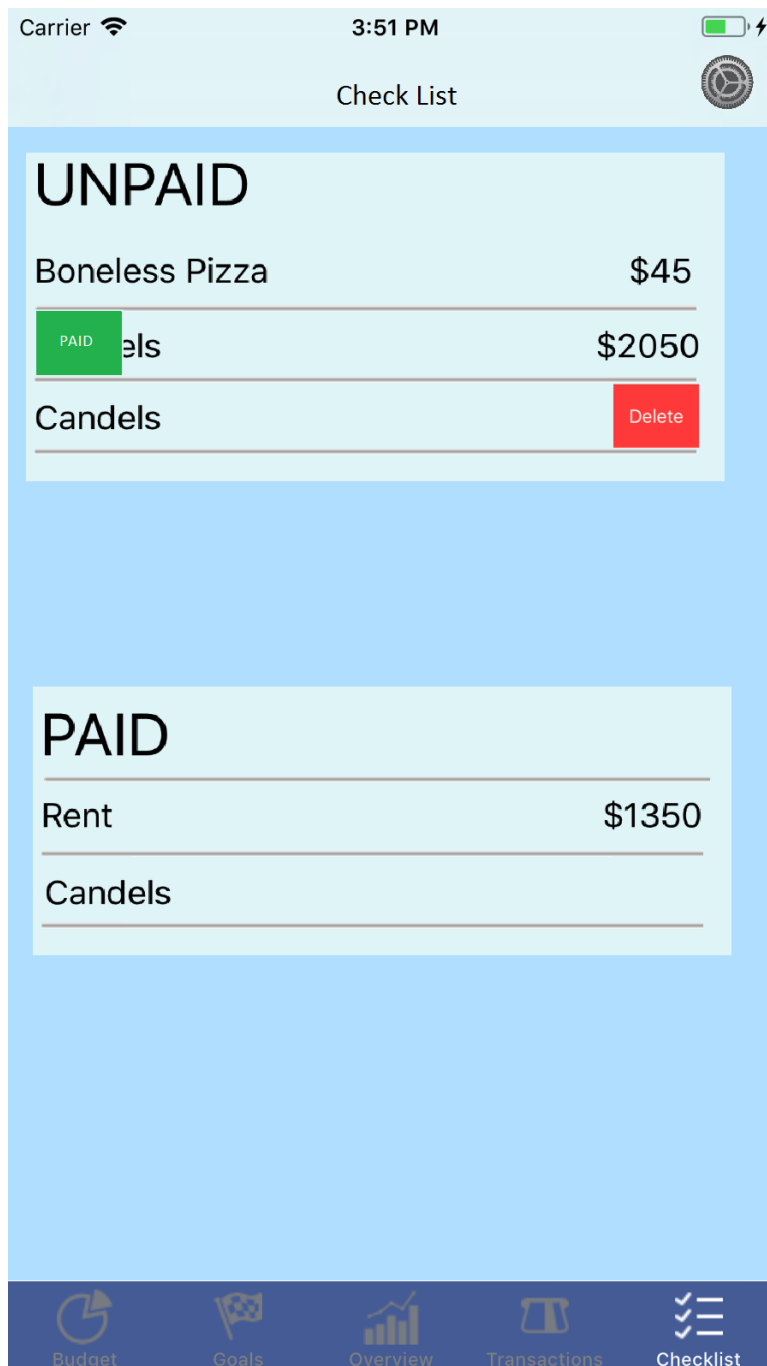 Carrier 3:51 PM
Check List
UNPAID
Boneless Pizza $45
PAID els $2050
Candels Delete
PAID
Rent $1350
Candels
Budget Goals Overview Transactions Checklist